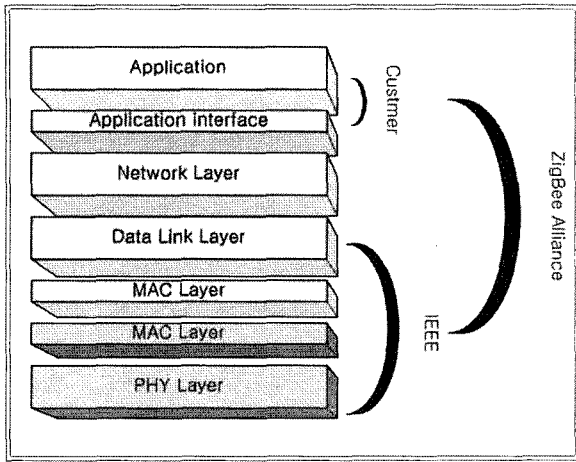 Application
Application Interface
Network Layer
Data Link Layer
MAC Layer
MAC Layer
PHY Layer
Custmer
IEEE
ZigBee Alliance